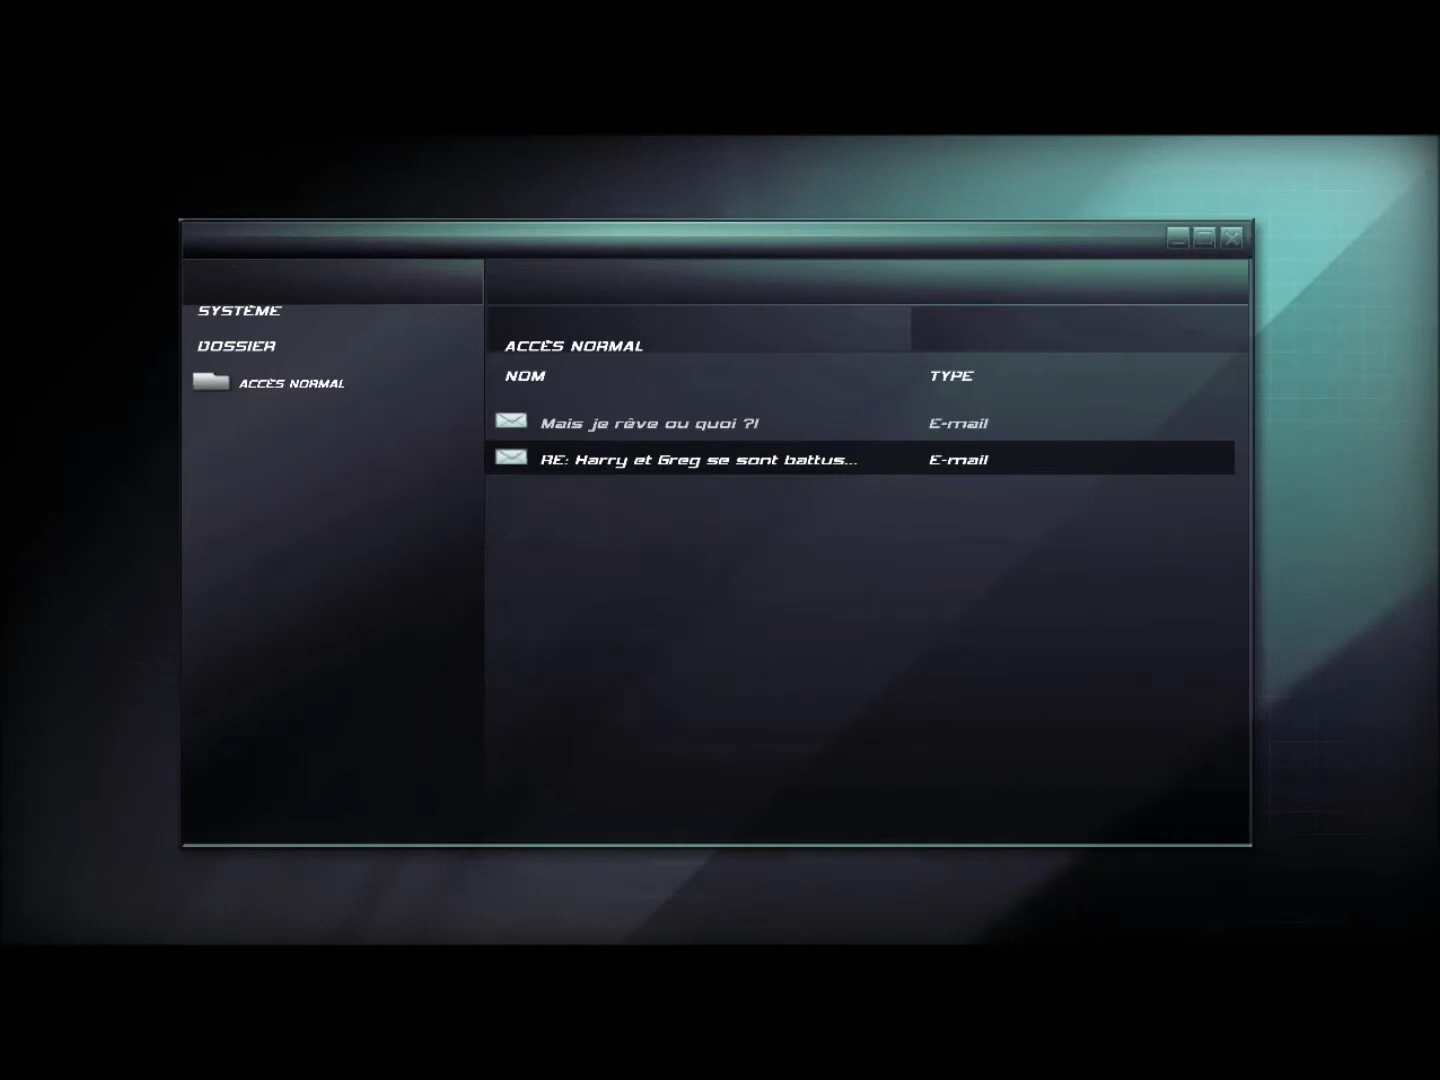 SYSTÈME
DOSSIER
ACCÈS NORMAL
ACCÈS NORMAL
NOM TYPE
Mais je rêve ou quoi ?! E-mail
RE: Harry et Greg se sont battus... E-mail